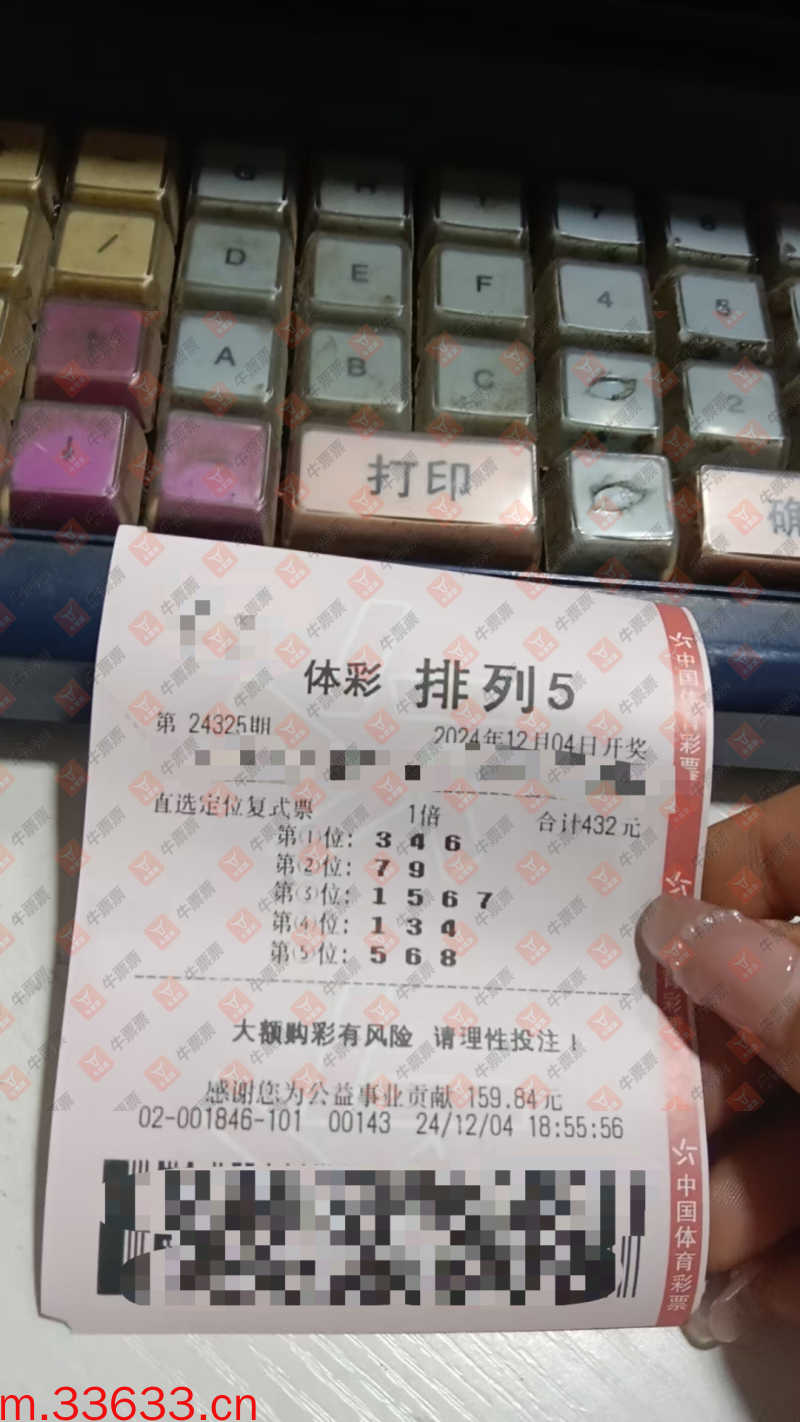 D E F 4 5
A B C 2
打印
体彩 排列5
第 24325期 2024年12月04日开奖
直选定位复式票 1倍 合计432元
第①位: 3 4 6
第②位: 7 9
第③位: 1 5 6 7
第④位: 1 3 4
第⑤位: 5 6 8
大额购彩有风险 请理性投注!
感谢您为公益事业贡献 159.84元
02-001846-101 00143 24/12/04 18:55:56
中国体育彩票
中国体育彩票
牛票票
m.33633.cn